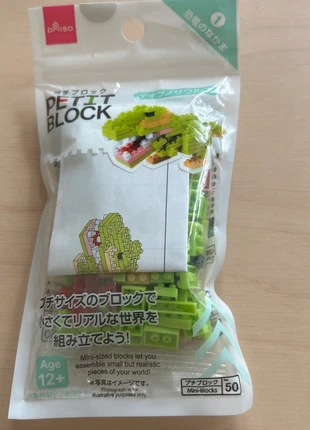 DAISO
1
恐竜のなかま
プチブロック
PETIT
BLOCK
プチサイズのブロックで
小さくてリアルな世界を
組み立てよう!
Mini-sized blocks let you
assemble small but realistic
pieces of your world!
Age
12+
※写真はイメージです。
Photograph is for
illustrative purposes only.
プチブロック
Mini-Blocks
No.
50